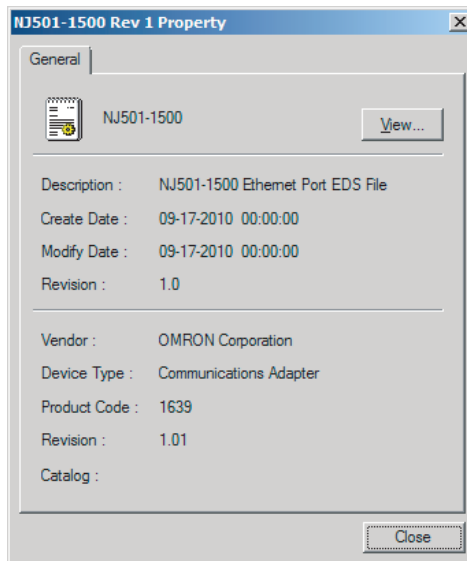 NJ501-1500 Rev 1 Property
General
NJ501-1500
View...
Description : NJ501-1500 Ethernet Port EDS File
Create Date : 09-17-2010 00:00:00
Modify Date : 09-17-2010 00:00:00
Revision : 1.0
Vendor : OMRON Corporation
Device Type : Communications Adapter
Product Code : 1639
Revision : 1.01
Catalog :
Close